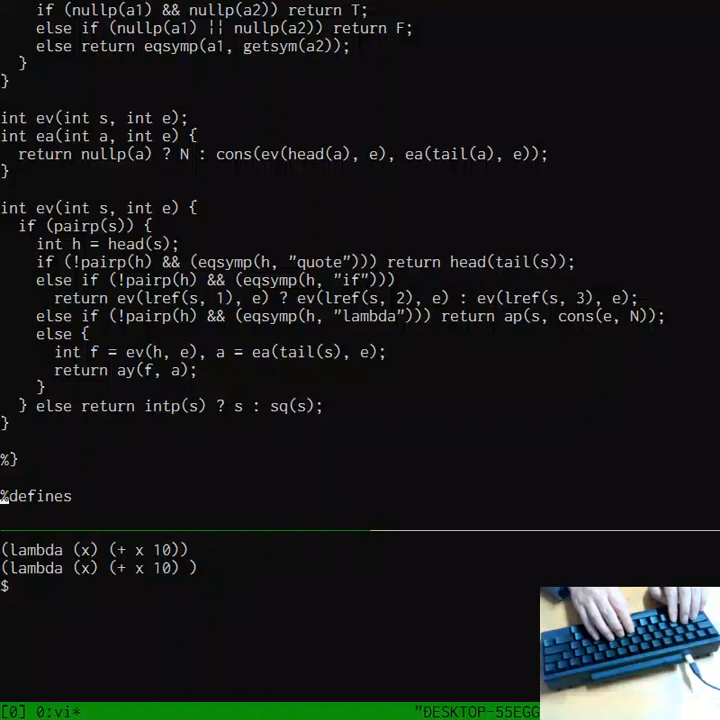 if (nullp(a1) && nullp(a2)) return T;
    else if (nullp(a1) || nullp(a2)) return F;
    else return eqsymp(a1, getsym(a2));
  }
}
int ev(int s, int e);
int ea(int a, int e) {
  return nullp(a) ? N : cons(ev(head(a), e), ea(tail(a), e));
}
int ev(int s, int e) {
  if (pairp(s)) {
    int h = head(s);
    if (!pairp(h) && (eqsymp(h, "quote"))) return head(tail(s));
    else if (!pairp(h) && (eqsymp(h, "if")))
      return ev(lref(s, 1), e) ? ev(lref(s, 2), e) : ev(lref(s, 3), e);
    else if (!pairp(h) && (eqsymp(h, "lambda"))) return ap(s, cons(e, N));
    else {
      int f = ev(h, e), a = ea(tail(s), e);
      return ay(f, a);
    }
  } else return intp(s) ? s : sq(s);
}
%}
%defines
(lambda (x) (+ x 10))
(lambda (x) (+ x 10) )
$
[0] 0:vi* "DESKTOP-55EGG